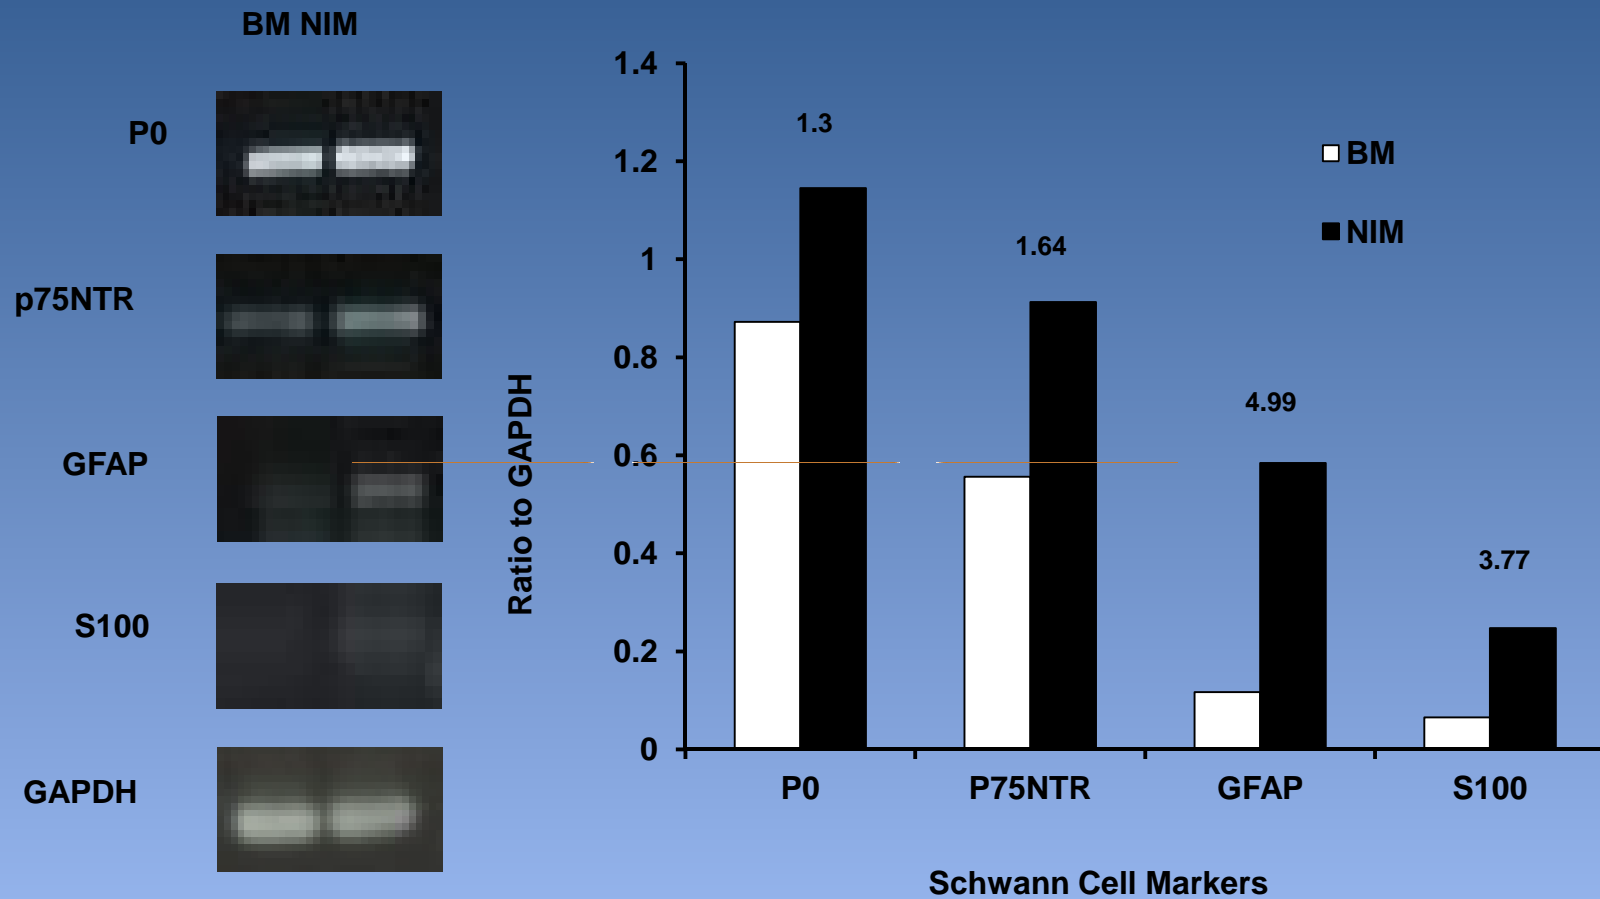 BM NIM
P0
p75NTR
GFAP
S100
GAPDH
Ratio to GAPDH
1.4
1.2
1
0.8
0.6
0.4
0.2
0
1.3
1.64
4.99
3.77
BM
NIM
P0
P75NTR
GFAP
S100
Schwann Cell Markers